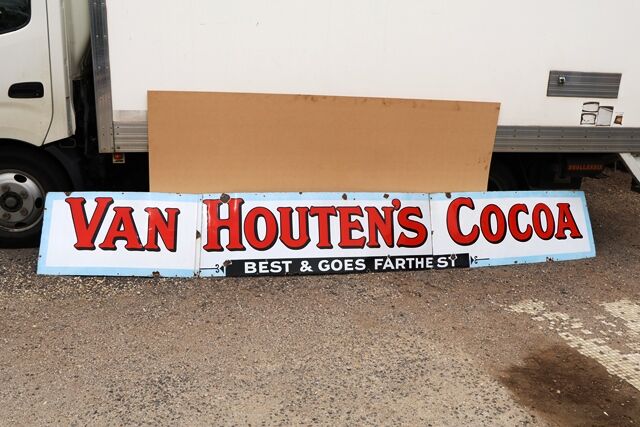 VAN HOUTEN'S COCOA
BEST & GOES FARTHEST